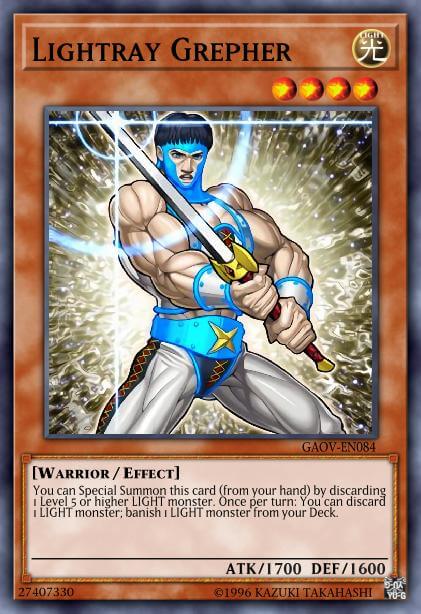 Lightray Grepher
LIGHT
光
GAOV-EN084
[Warrior / Effect]
You can Special Summon this card (from your hand) by discarding
1 Level 5 or higher LIGHT monster. Once per turn: You can discard
1 LIGHT monster; banish 1 LIGHT monster from your Deck.
ATK/1700 DEF/1600
27407330
©1996 KAZUKI TAKAHASHI